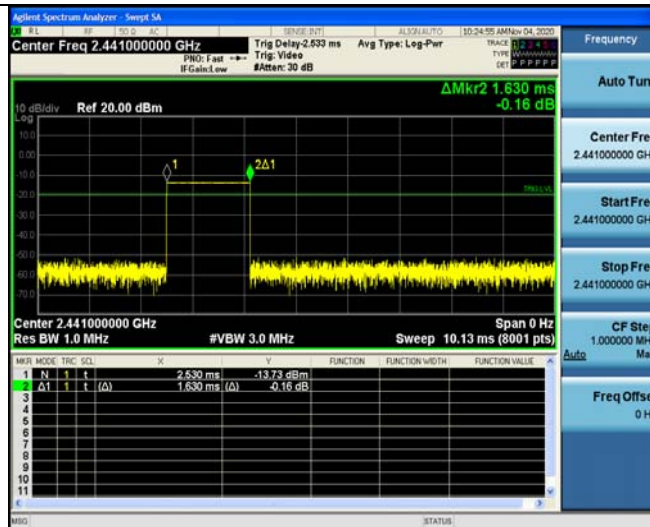 Agilent Spectrum Analyzer - Swept SA
RL RF 50 Ω AC SENSE:INT ALIGN AUTO 10:24:55 AM Nov 04, 2020
Center Freq 2.441000000 GHz
PNO: Fast
IFGain:Low
Trig Delay-2.533 ms
Trig: Video
#Atten: 30 dB
Avg Type: Log-Pwr
TRACE 1 2 3 4 5 6
TYPE
DET P P P P P P
Frequency
ΔMkr2 1.630 ms
-0.16 dB
10 dB/div Ref 20.00 dBm
Log
10.0
0.00
-10.0
-20.0
-30.0
-40.0
-50.0
-60.0
-70.0
1
2Δ1
TRIG LVL
Center 2.441000000 GHz
Span 0 Hz
Res BW 1.0 MHz #VBW 3.0 MHz Sweep 10.13 ms (8001 pts)
MKR MODE TRC SCL X Y FUNCTION FUNCTION WIDTH FUNCTION VALUE
1 N 1 t 2.530 ms -13.73 dBm
2 Δ1 1 t (Δ) 1.630 ms (Δ) -0.16 dB
3
4
5
6
7
8
9
10
11
MSG STATUS
Auto Tun
Center Fre
2.441000000 GH
Start Fre
2.441000000 GH
Stop Fre
2.441000000 GH
CF Ste
1.000000 MH
Auto Ma
Freq Offse
0 H